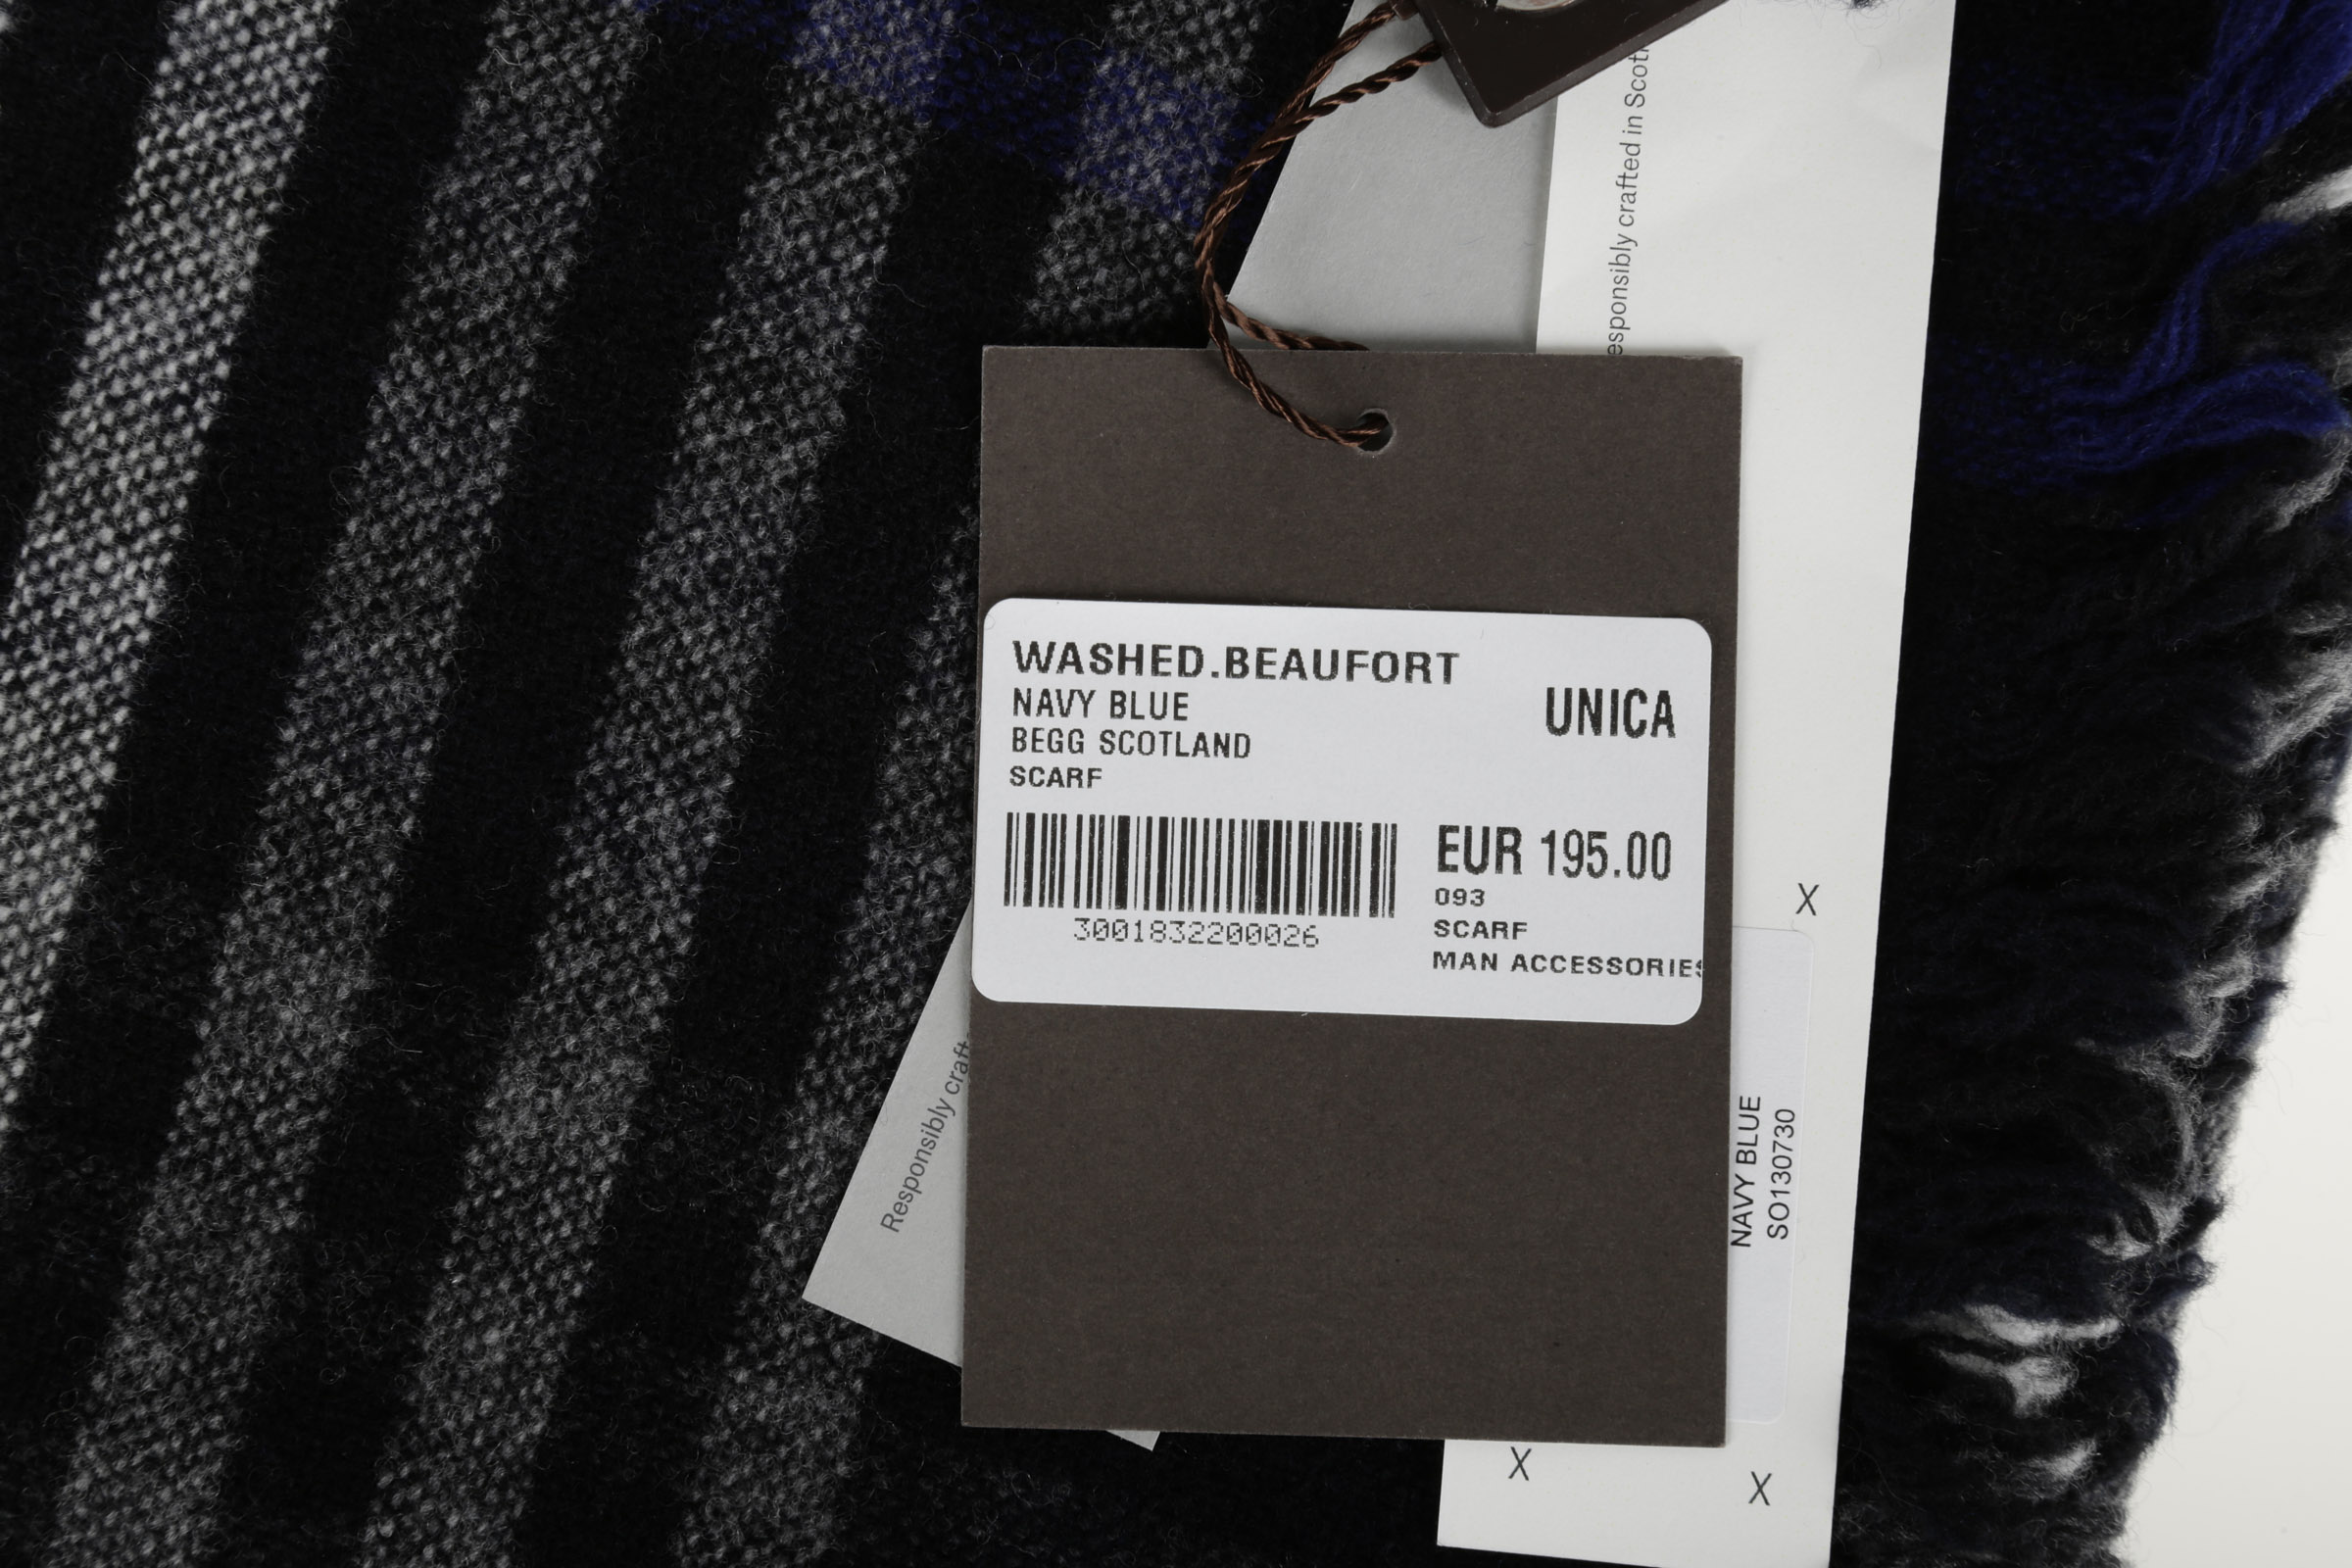 esponsibly crafted in Scot
WASHED.BEAUFORT
NAVY BLUE
UNICA
BEGG SCOTLAND
SCARF
EUR 195.00
093
3001832200026
SCARF
MAN ACCESSORIES
X
Responsibly craft
NAVY BLUE
SO130730
X
X